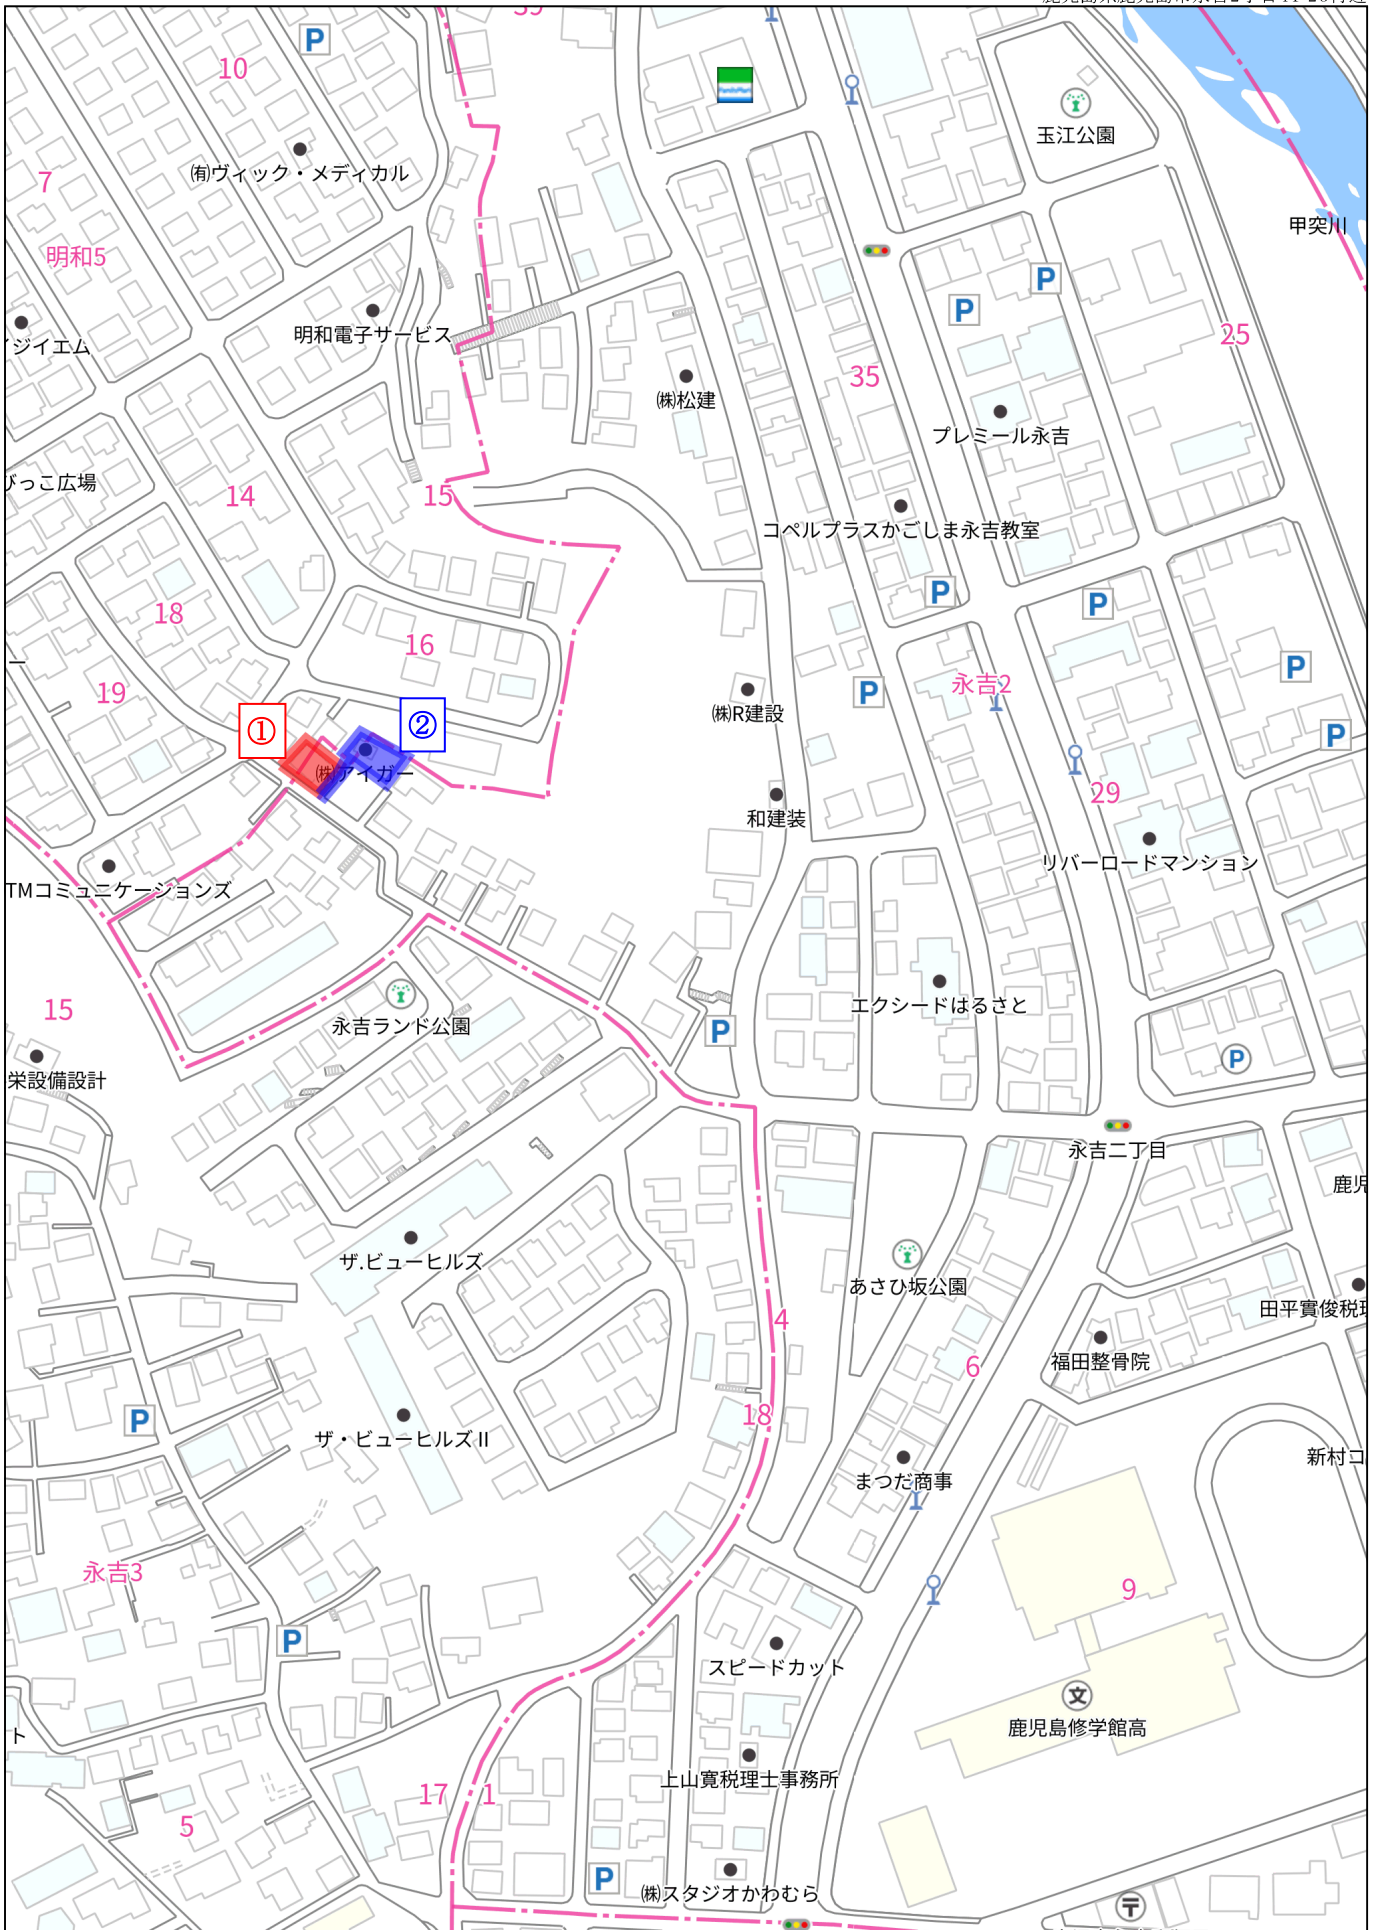 39
P
10
㈲ヴィック・メディカル
7
明和5
玉江公園
甲突川
明和電子サービス
ジイエム
P
P
25
35
㈱松建
プレミール永吉
びっこ広場
14
15
コペルプラスかごしま永吉教室
P
P
18
16
ー
19
P
永吉2
P
㈱R建設
①
②
P
㈱アイガー
29
和建装
リバーロードマンション
TMコミュニケーションズ
15
エクシードはるさと
永吉ランド公園
P
P
栄設備設計
永吉二丁目
鹿児
ザ.ビューヒルズ
あさひ坂公園
田平實俊税理
4
福田整骨院
6
P
18
ザ・ビューヒルズⅡ
新村コ
まつだ商事
永吉3
9
P
スピードカット
文
鹿児島修学館高
ト
上山寛税理士事務所
17
1
5
P
㈱スタジオかわむら
〒